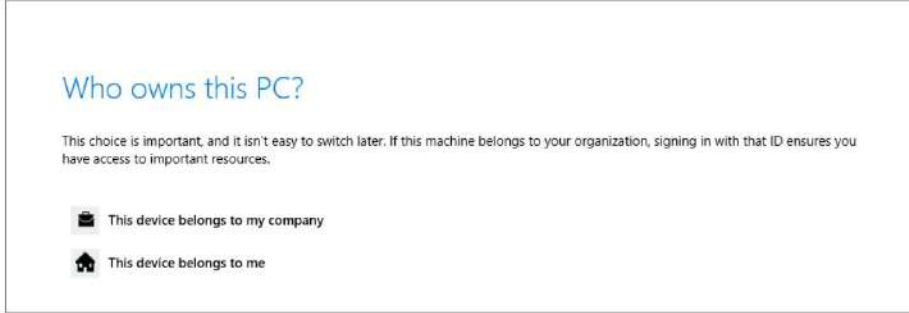 Who owns this PC?
This choice is important, and it isn't easy to switch later. If this machine belongs to your organization, signing in with that ID ensures you
have access to important resources.
This device belongs to my company
This device belongs to me